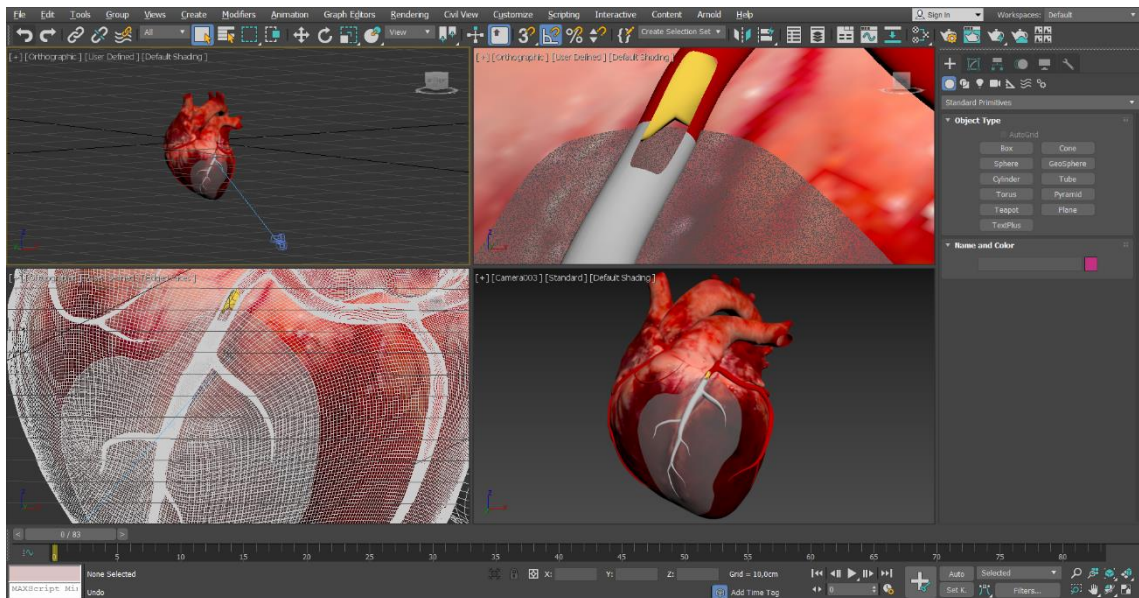 File Edit Tools Group Views Create Modifiers Animation Graph Editors Rendering Civil View Customize Scripting Interactive Content Arnold Help Sign In Workspaces: Default
All View Create Selection Set
[+] [Orthographic] [User Defined] [Default Shading]
[+] [Orthographic] [User Defined] [Default Shading]
Standard Primitives
Object Type
AutoGrid
Box Cone
Sphere GeoSphere
Cylinder Tube
Torus Pyramid
Teapot Plane
TextPlus
Name and Color
[+] [Camera003] [Standard] [Default Shading]
0 / 83
0 5 10 15 20 25 30 35 40 45 50 55 60 65 70 75 80
None Selected X: Y: Z: Grid = 10,0cm Auto Selected
MAXScript Mi
Undo Add Time Tag 0 Set K. Filters...